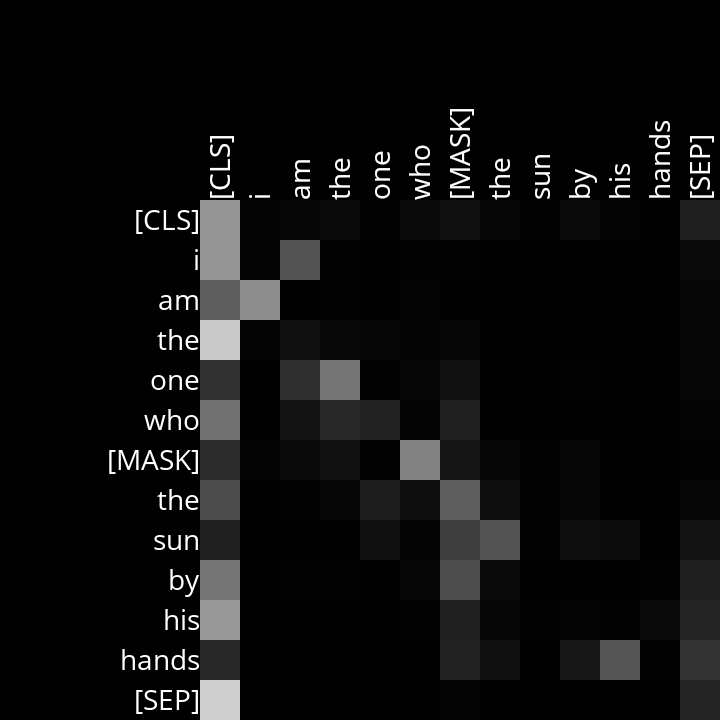 [CLS] i am the one who [MASK] the sun by his hands [SEP]
[CLS]
i
am
the
one
who
[MASK]
the
sun
by
his
hands
[SEP]